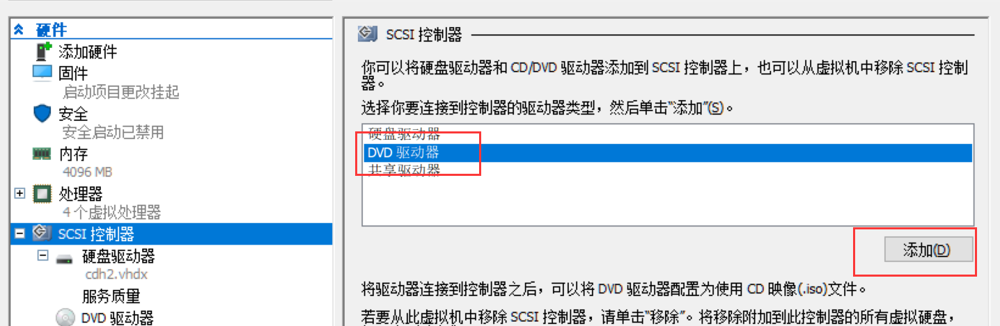 硬件
添加硬件
固件
启动项目更改挂起
安全
安全启动已禁用
内存
4096 MB
处理器
4 个虚拟处理器
SCSI 控制器
硬盘驱动器
cdh2.vhdx
服务质量
DVD 驱动器
SCSI 控制器
你可以将硬盘驱动器和 CD/DVD 驱动器添加到 SCSI 控制器上，也可以从虚拟机中移除 SCSI 控制
器。
选择你要连接到控制器的驱动器类型，然后单击"添加"(S)。
硬盘驱动器
DVD 驱动器
共享驱动器
添加(D)
将驱动器连接到控制器之后，可以将 DVD 驱动器配置为使用 CD 映像(.iso)文件。
若要从此虚拟机中移除 SCSI 控制器，请单击"移除"。将移除附加到此控制器的所有虚拟硬盘，